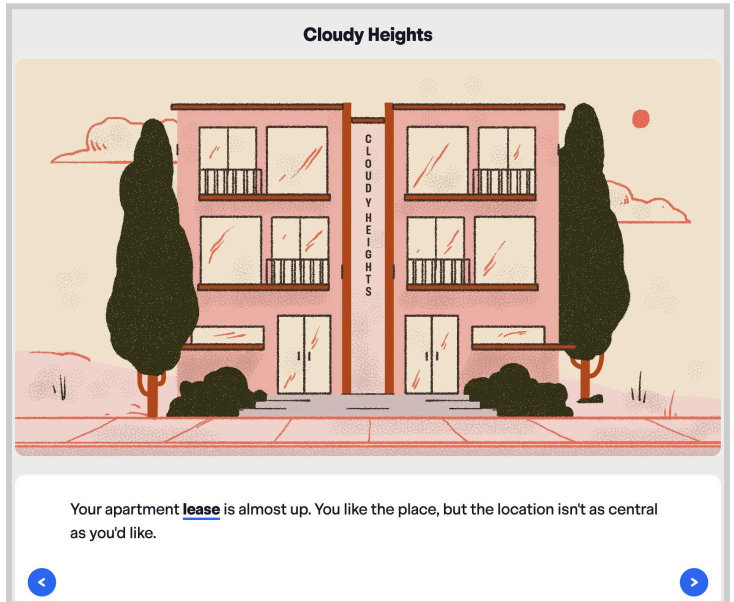 Cloudy Heights
CLOUDY HEIGHTS
Your apartment lease is almost up. You like the place, but the location isn't as central
as you'd like.